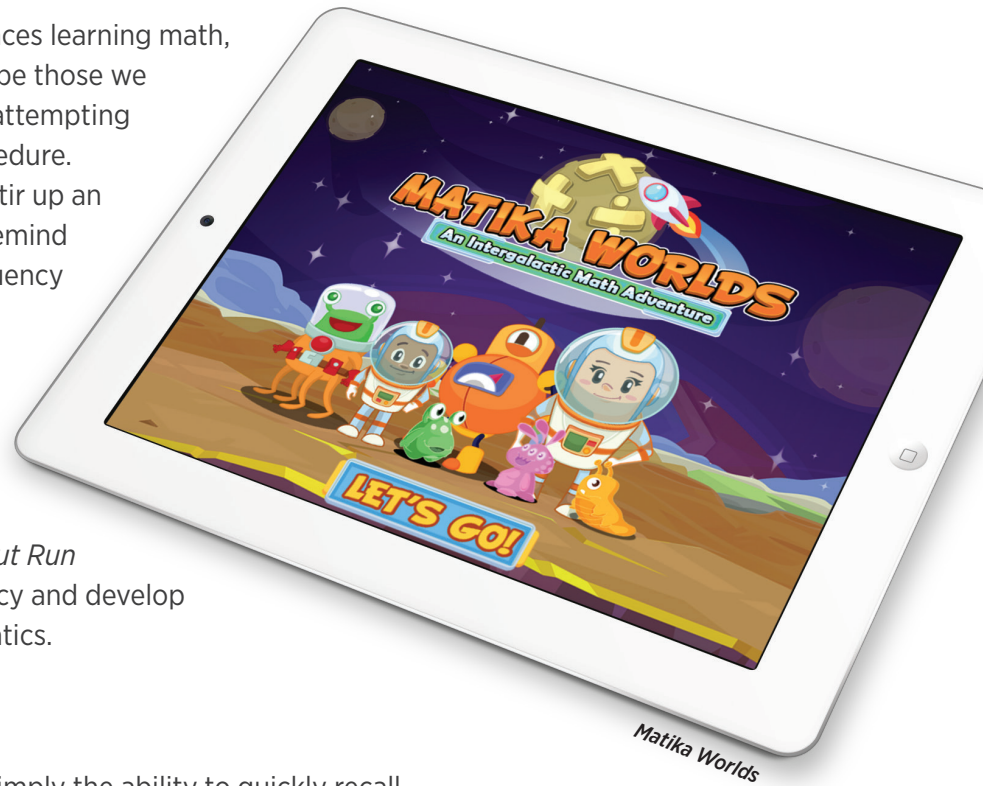 ces learning math,
be those we
attempting
edure.
tir up an
emind
uency
MATIKA WORLDS
An Intergalactic Math Adventure
LET'S GO!
ut Run
cy and develop
atics.
Matika Worlds
imply the ability to quickly recall